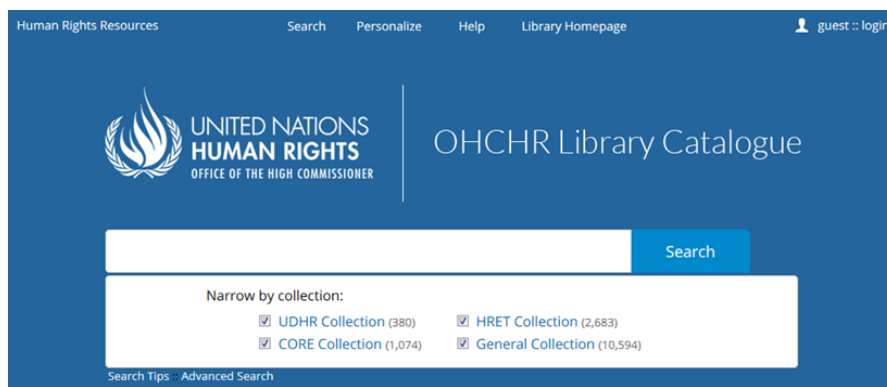 Human Rights Resources Search Personalize Help Library Homepage guest :: login
UNITED NATIONS
HUMAN RIGHTS
OFFICE OF THE HIGH COMMISSIONER
OHCHR Library Catalogue
Search
Narrow by collection:
UDHR Collection (380) HRET Collection (2,683)
CORE Collection (1,074) General Collection (10,594)
Search Tips :: Advanced Search